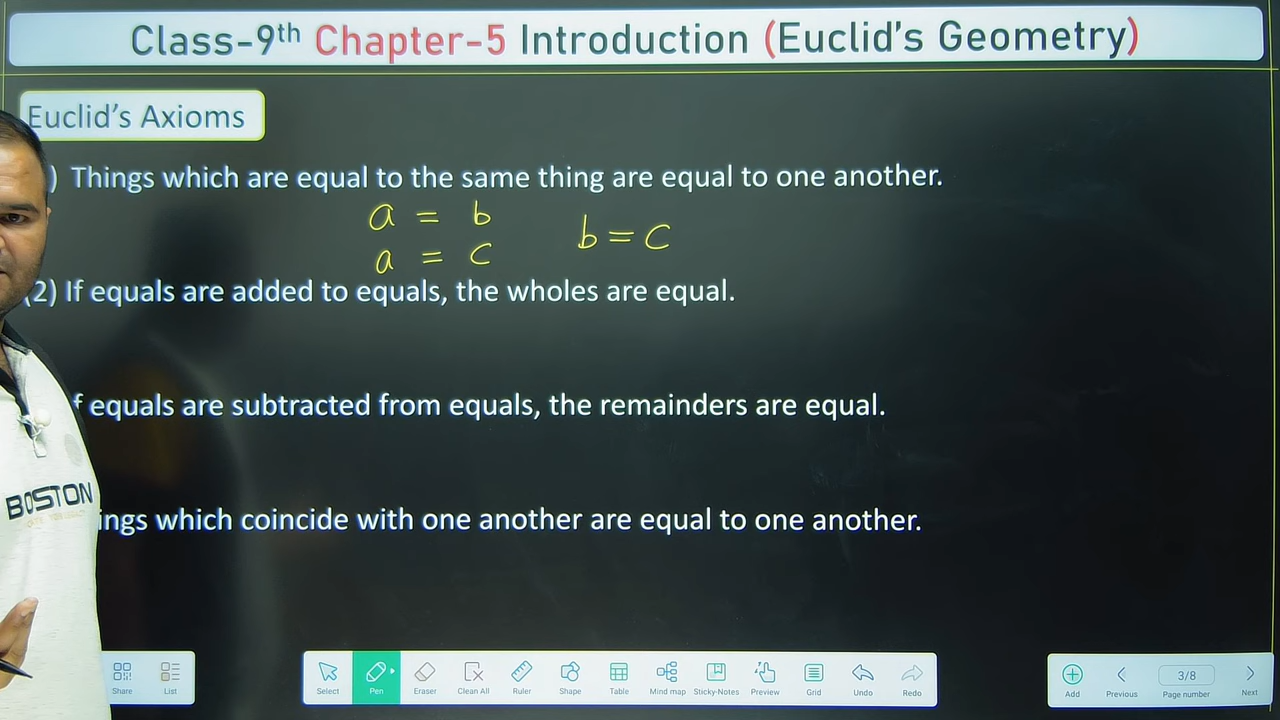 Class-9th Chapter-5 Introduction (Euclid's Geometry)
Euclid's Axioms
) Things which are equal to the same thing are equal to one another.
a = b
a = c
b = c
(2) If equals are added to equals, the wholes are equal.
f equals are subtracted from equals, the remainders are equal.
ings which coincide with one another are equal to one another.
BOSTON
Share List Select Pen Eraser Clean All Ruler Shape Table Mind map Sticky-Notes Preview Grid Undo Redo Add Previous 3/8 Page number Next